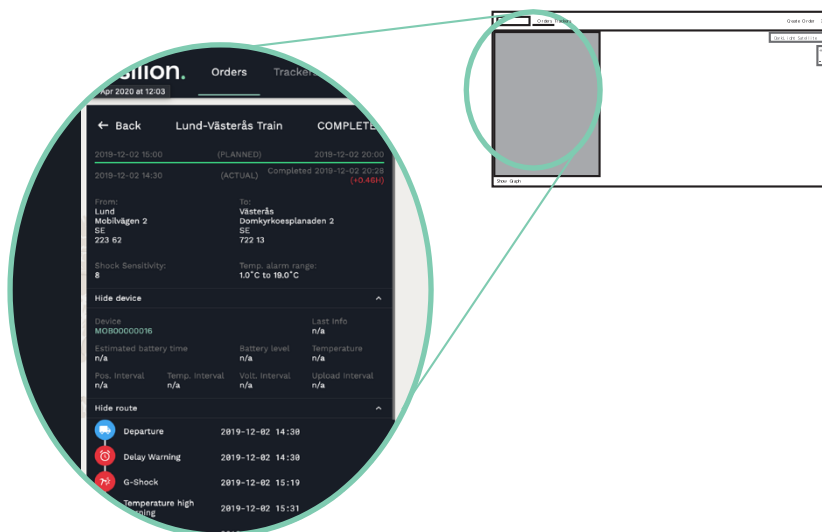 Orders Trackers
Create Order
silion.
Orders
Trackers
Apr 2020 at 12:03
← Back Lund-Västerås Train COMPLETE
2019-12-02 15:00 (PLANNED) 2019-12-02 20:00
2019-12-02 14:30 (ACTUAL) Completed 2019-12-02 20:28
(+0.46H)
From: To:
Lund Västerås
Mobilvägen 2 Domkyrkoesplanaden 2
SE SE
223 62 722 13
Shock Sensitivity: Temp. alarm range:
8 1.0°C to 19.0°C
Hide device
Device Last Info
MOB00000016 n/a
Estimated battery time Battery level Temperature
n/a n/a n/a
Pos. Interval Temp. Interval Volt. Interval Upload Interval
n/a n/a n/a n/a
Hide route
Departure 2019-12-02 14:30
Delay Warning 2019-12-02 14:30
G-Shock 2019-12-02 15:19
Temperature high 2019-12-02 15:31
Show Graph